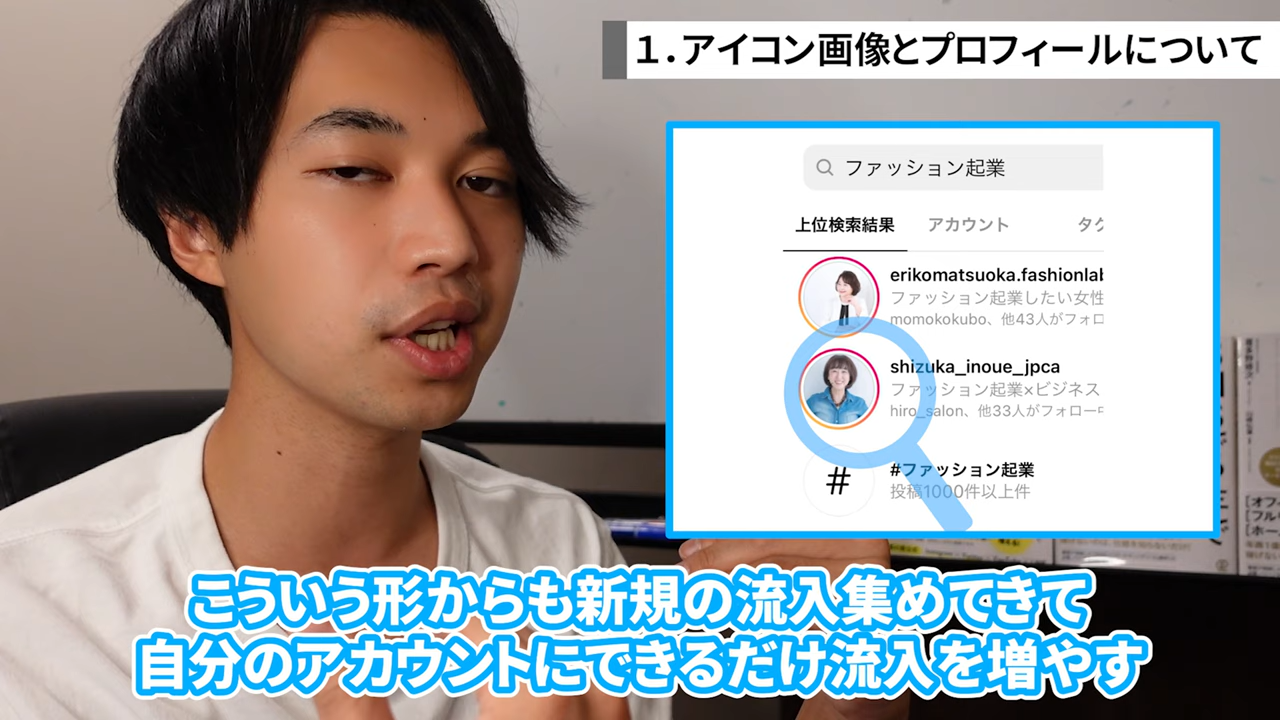 1.アイコン画像とプロフィールについて
ファッション起業
上位検索結果
アカウント
タグ
erikomatsuoka.fashionlab
ファッション起業したい女性
momokokubo、他43人がフォロ
shizuka_inoue_jpca
ファッション起業×ビジネス
hiro_salon、他33人がフォロー中
#
#ファッション起業
投稿1000件以上件
こういう形からも新規の流入集めてきて
自分のアカウントにできるだけ流入を増やす